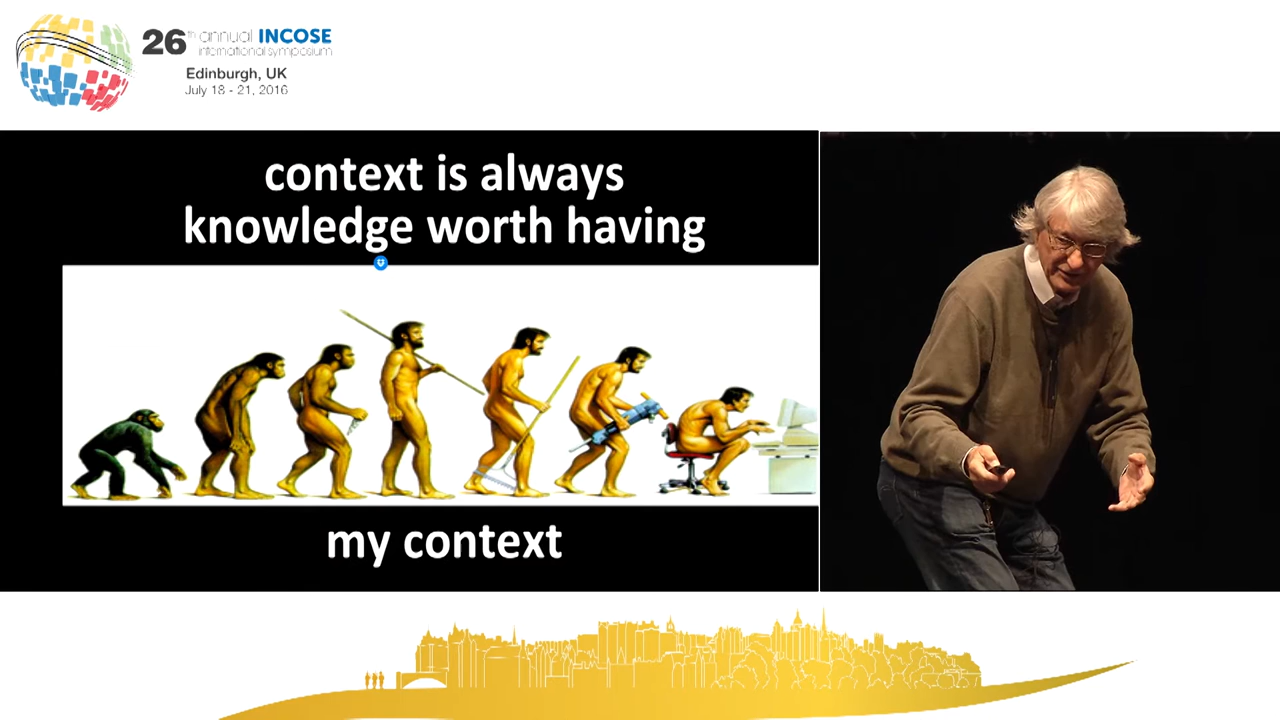 26th annual INCOSE
international symposium
Edinburgh, UK
July 18 - 21, 2016
context is always
knowledge worth having
my context